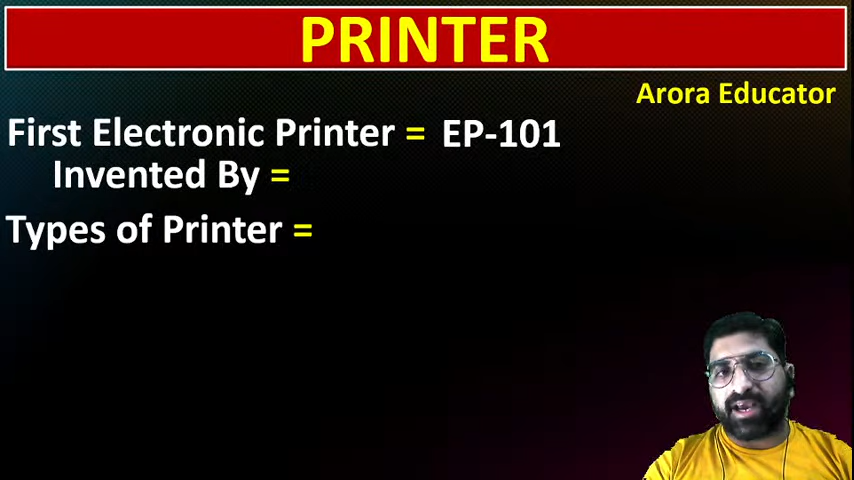 PRINTER
Arora Educator
First Electronic Printer = EP-101
Invented By =
Types of Printer =